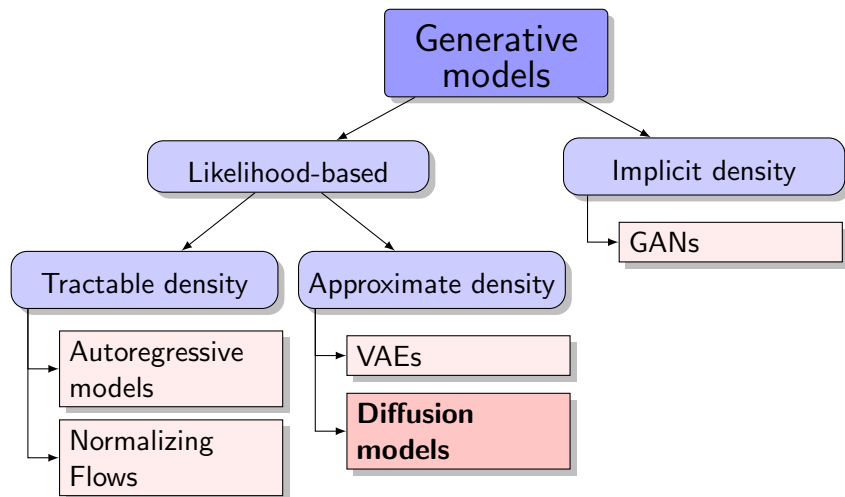 Generative
models
Likelihood-based
Implicit density
GANs
Tractable density
Approximate density
Autoregressive
models
VAEs
Diffusion
models
Normalizing
Flows